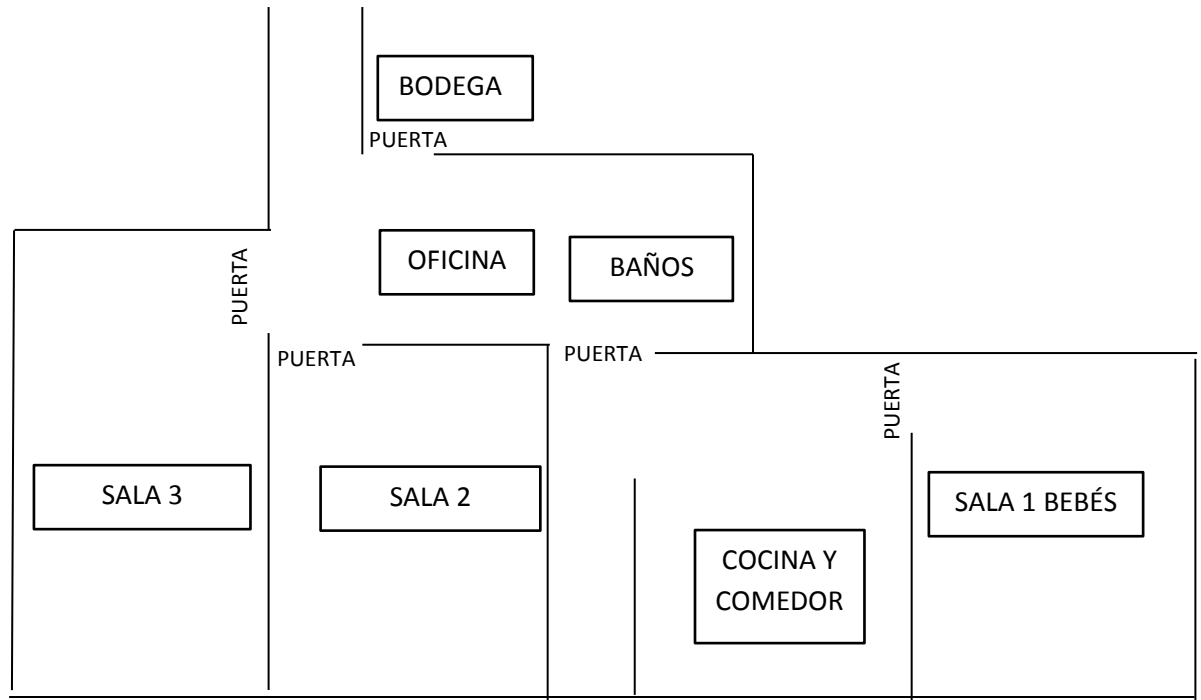 BODEGA
PUERTA
PUERTA
OFICINA
BAÑOS
PUERTA
PUERTA
PUERTA
SALA 3
SALA 2
SALA 1 BEBÉS
COCINA Y
COMEDOR